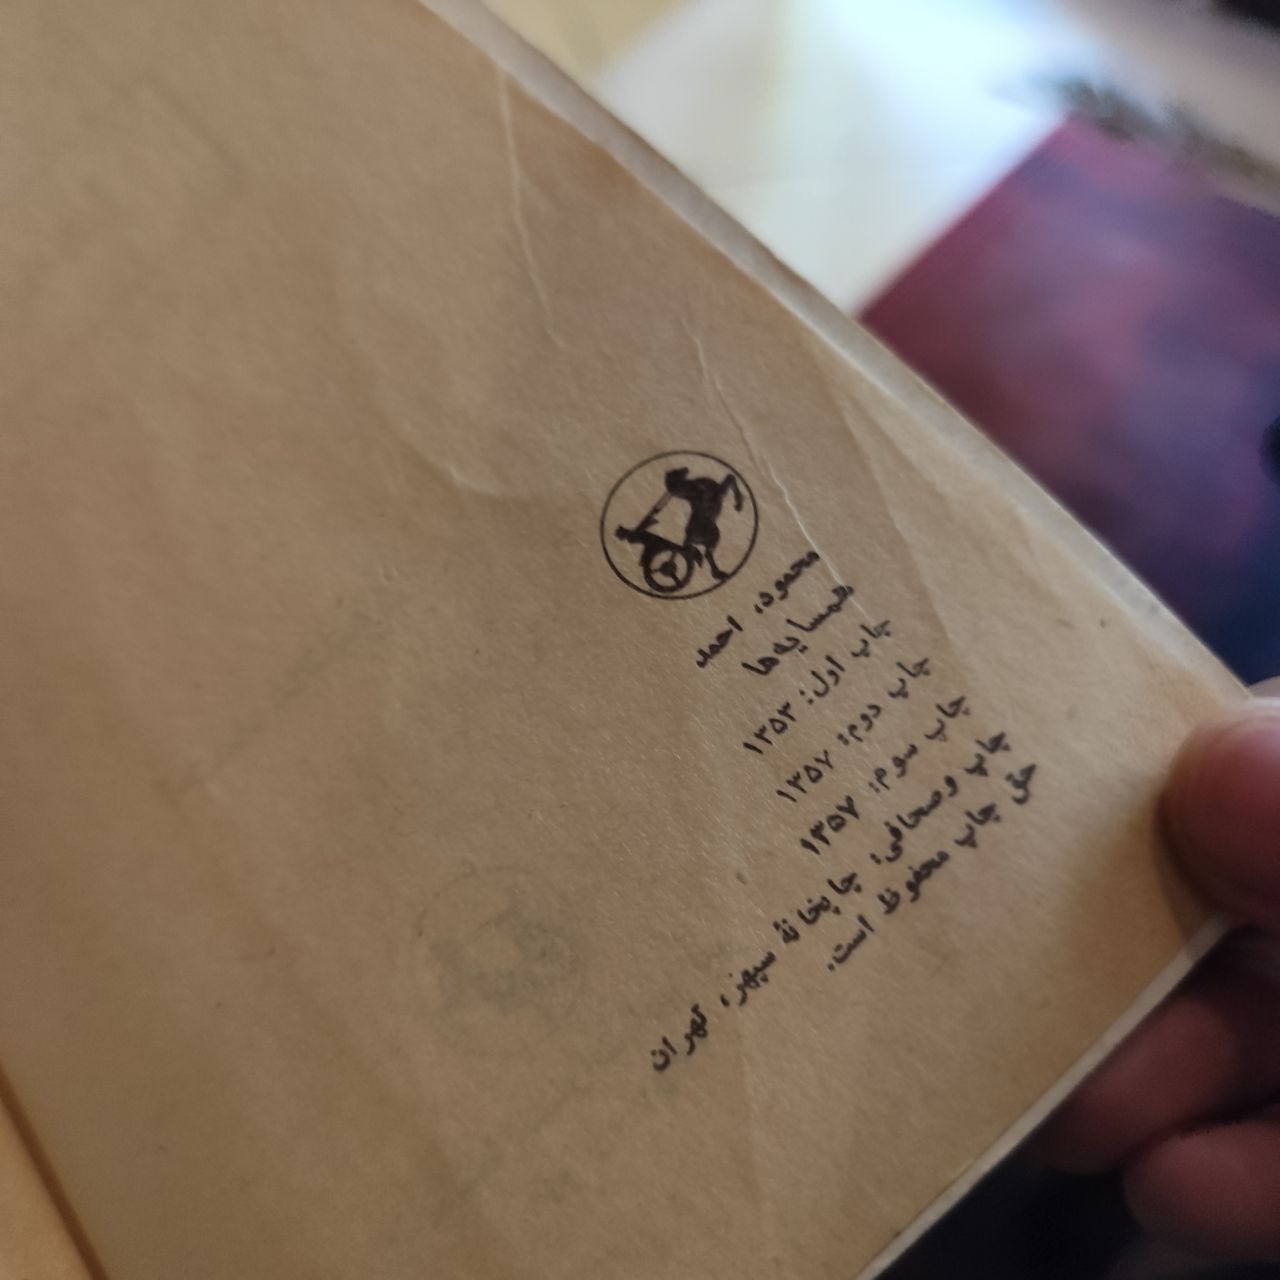 محمود، احمد
همسایه‌ها
چاپ اول: ۱۳۵۳
چاپ دوم: ۱۳۵۷
چاپ سوم: ۱۳۵۷
چاپ و صحافی: چاپخانهٔ سپهر، تهران
حق چاپ محفوظ است.